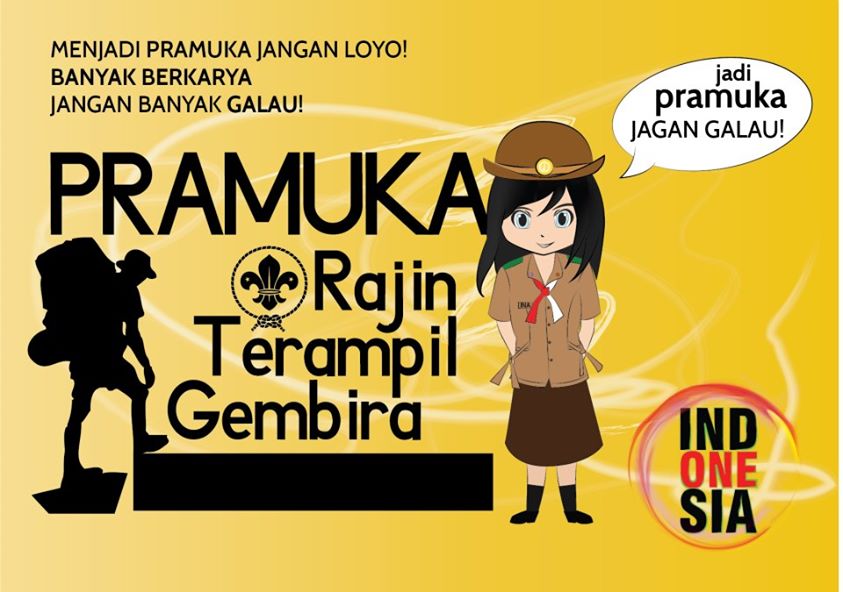 MENJADI PRAMUKA JANGAN LOYO!
BANYAK BERKARYA
JANGAN BANYAK GALAU!
jadi
pramuka
JAGAN GALAU!
PRAMUKA
Rajin
Terampil
Gembira
LINA
IND
ONE
SIA